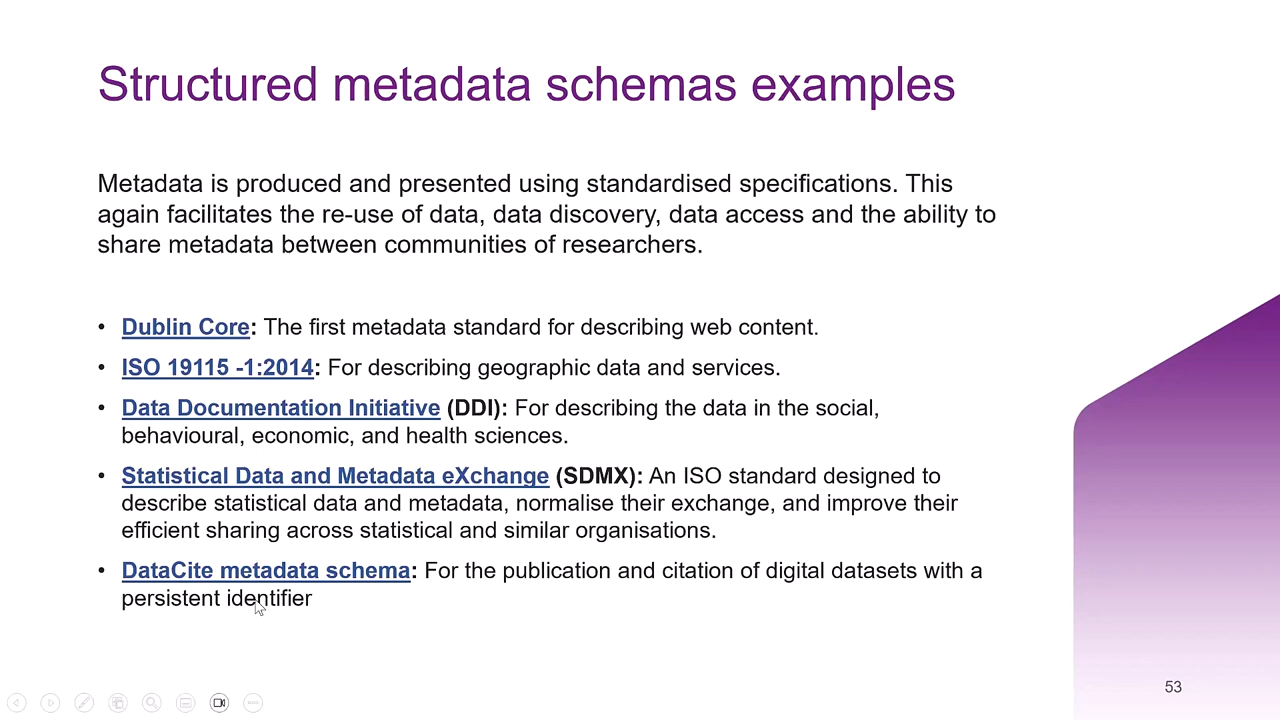 Structured metadata schemas examples
Metadata is produced and presented using standardised specifications. This
again facilitates the re-use of data, data discovery, data access and the ability to
share metadata between communities of researchers.
• Dublin Core: The first metadata standard for describing web content.
• ISO 19115 -1:2014: For describing geographic data and services.
• Data Documentation Initiative (DDI): For describing the data in the social,
behavioural, economic, and health sciences.
• Statistical Data and Metadata eXchange (SDMX): An ISO standard designed to
describe statistical data and metadata, normalise their exchange, and improve their
efficient sharing across statistical and similar organisations.
• DataCite metadata schema: For the publication and citation of digital datasets with a
persistent identifier
53